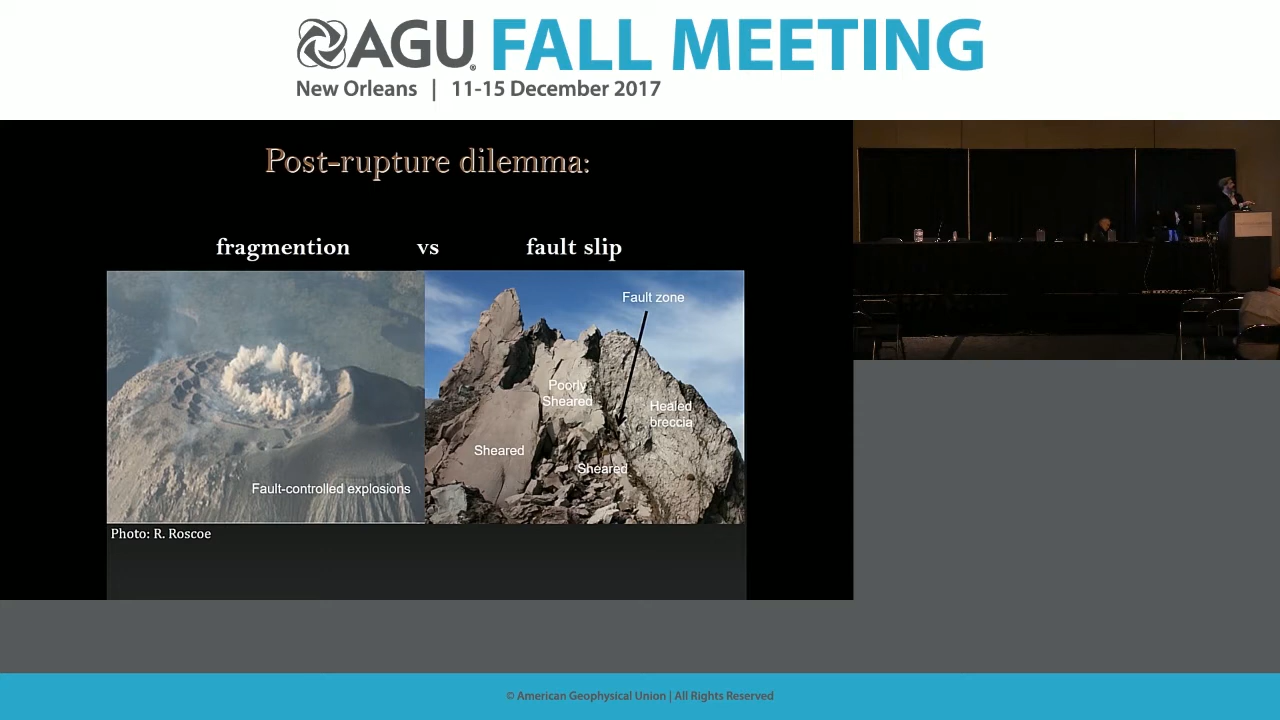 AGU FALL MEETING
New Orleans | 11-15 December 2017
Post-rupture dilemma:
fragmention vs fault slip
Fault zone
Poorly
Sheared
Healed
breccia
Sheared
Sheared
Fault-controlled explosions
Photo: R. Roscoe
© American Geophysical Union | All Rights Reserved